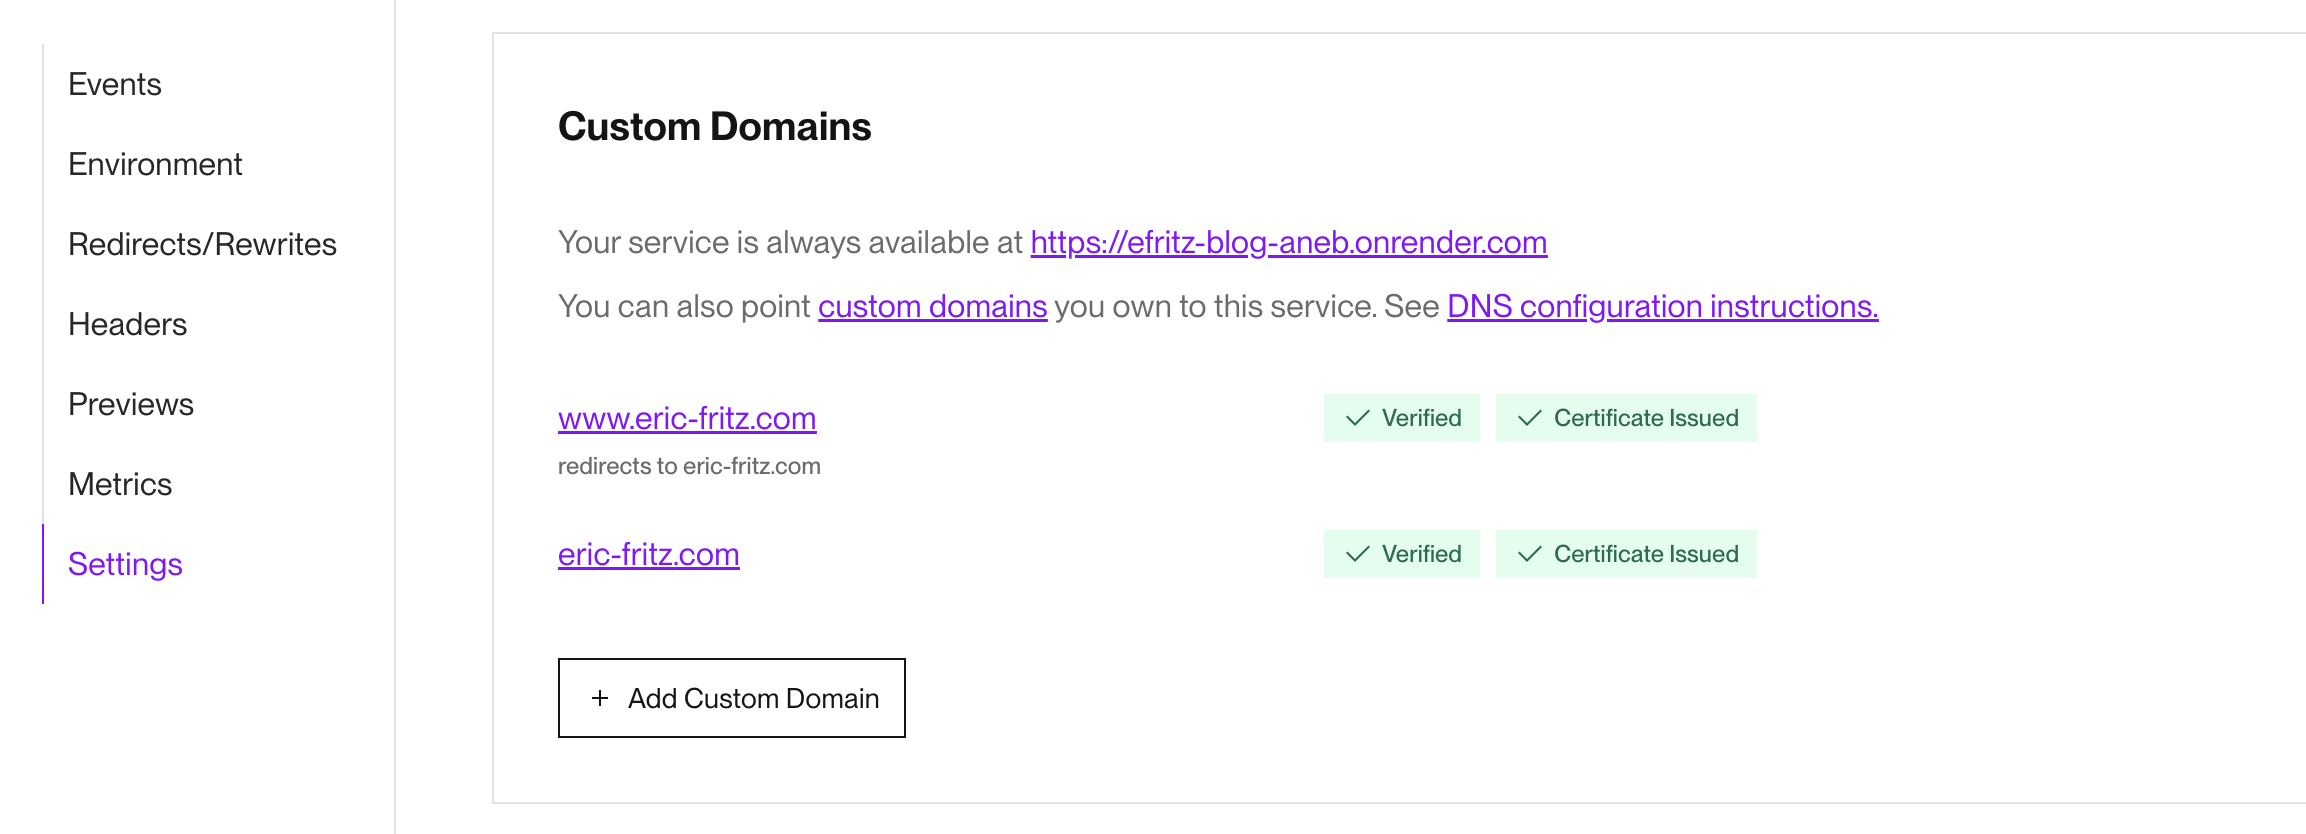 Events
Environment
Redirects/Rewrites
Headers
Previews
Metrics
Settings
Custom Domains
Your service is always available at https://efritz-blog-aneb.onrender.com
You can also point custom domains you own to this service. See DNS configuration instructions.
www.eric-fritz.com Verified Certificate Issued
redirects to eric-fritz.com
eric-fritz.com Verified Certificate Issued
+ Add Custom Domain